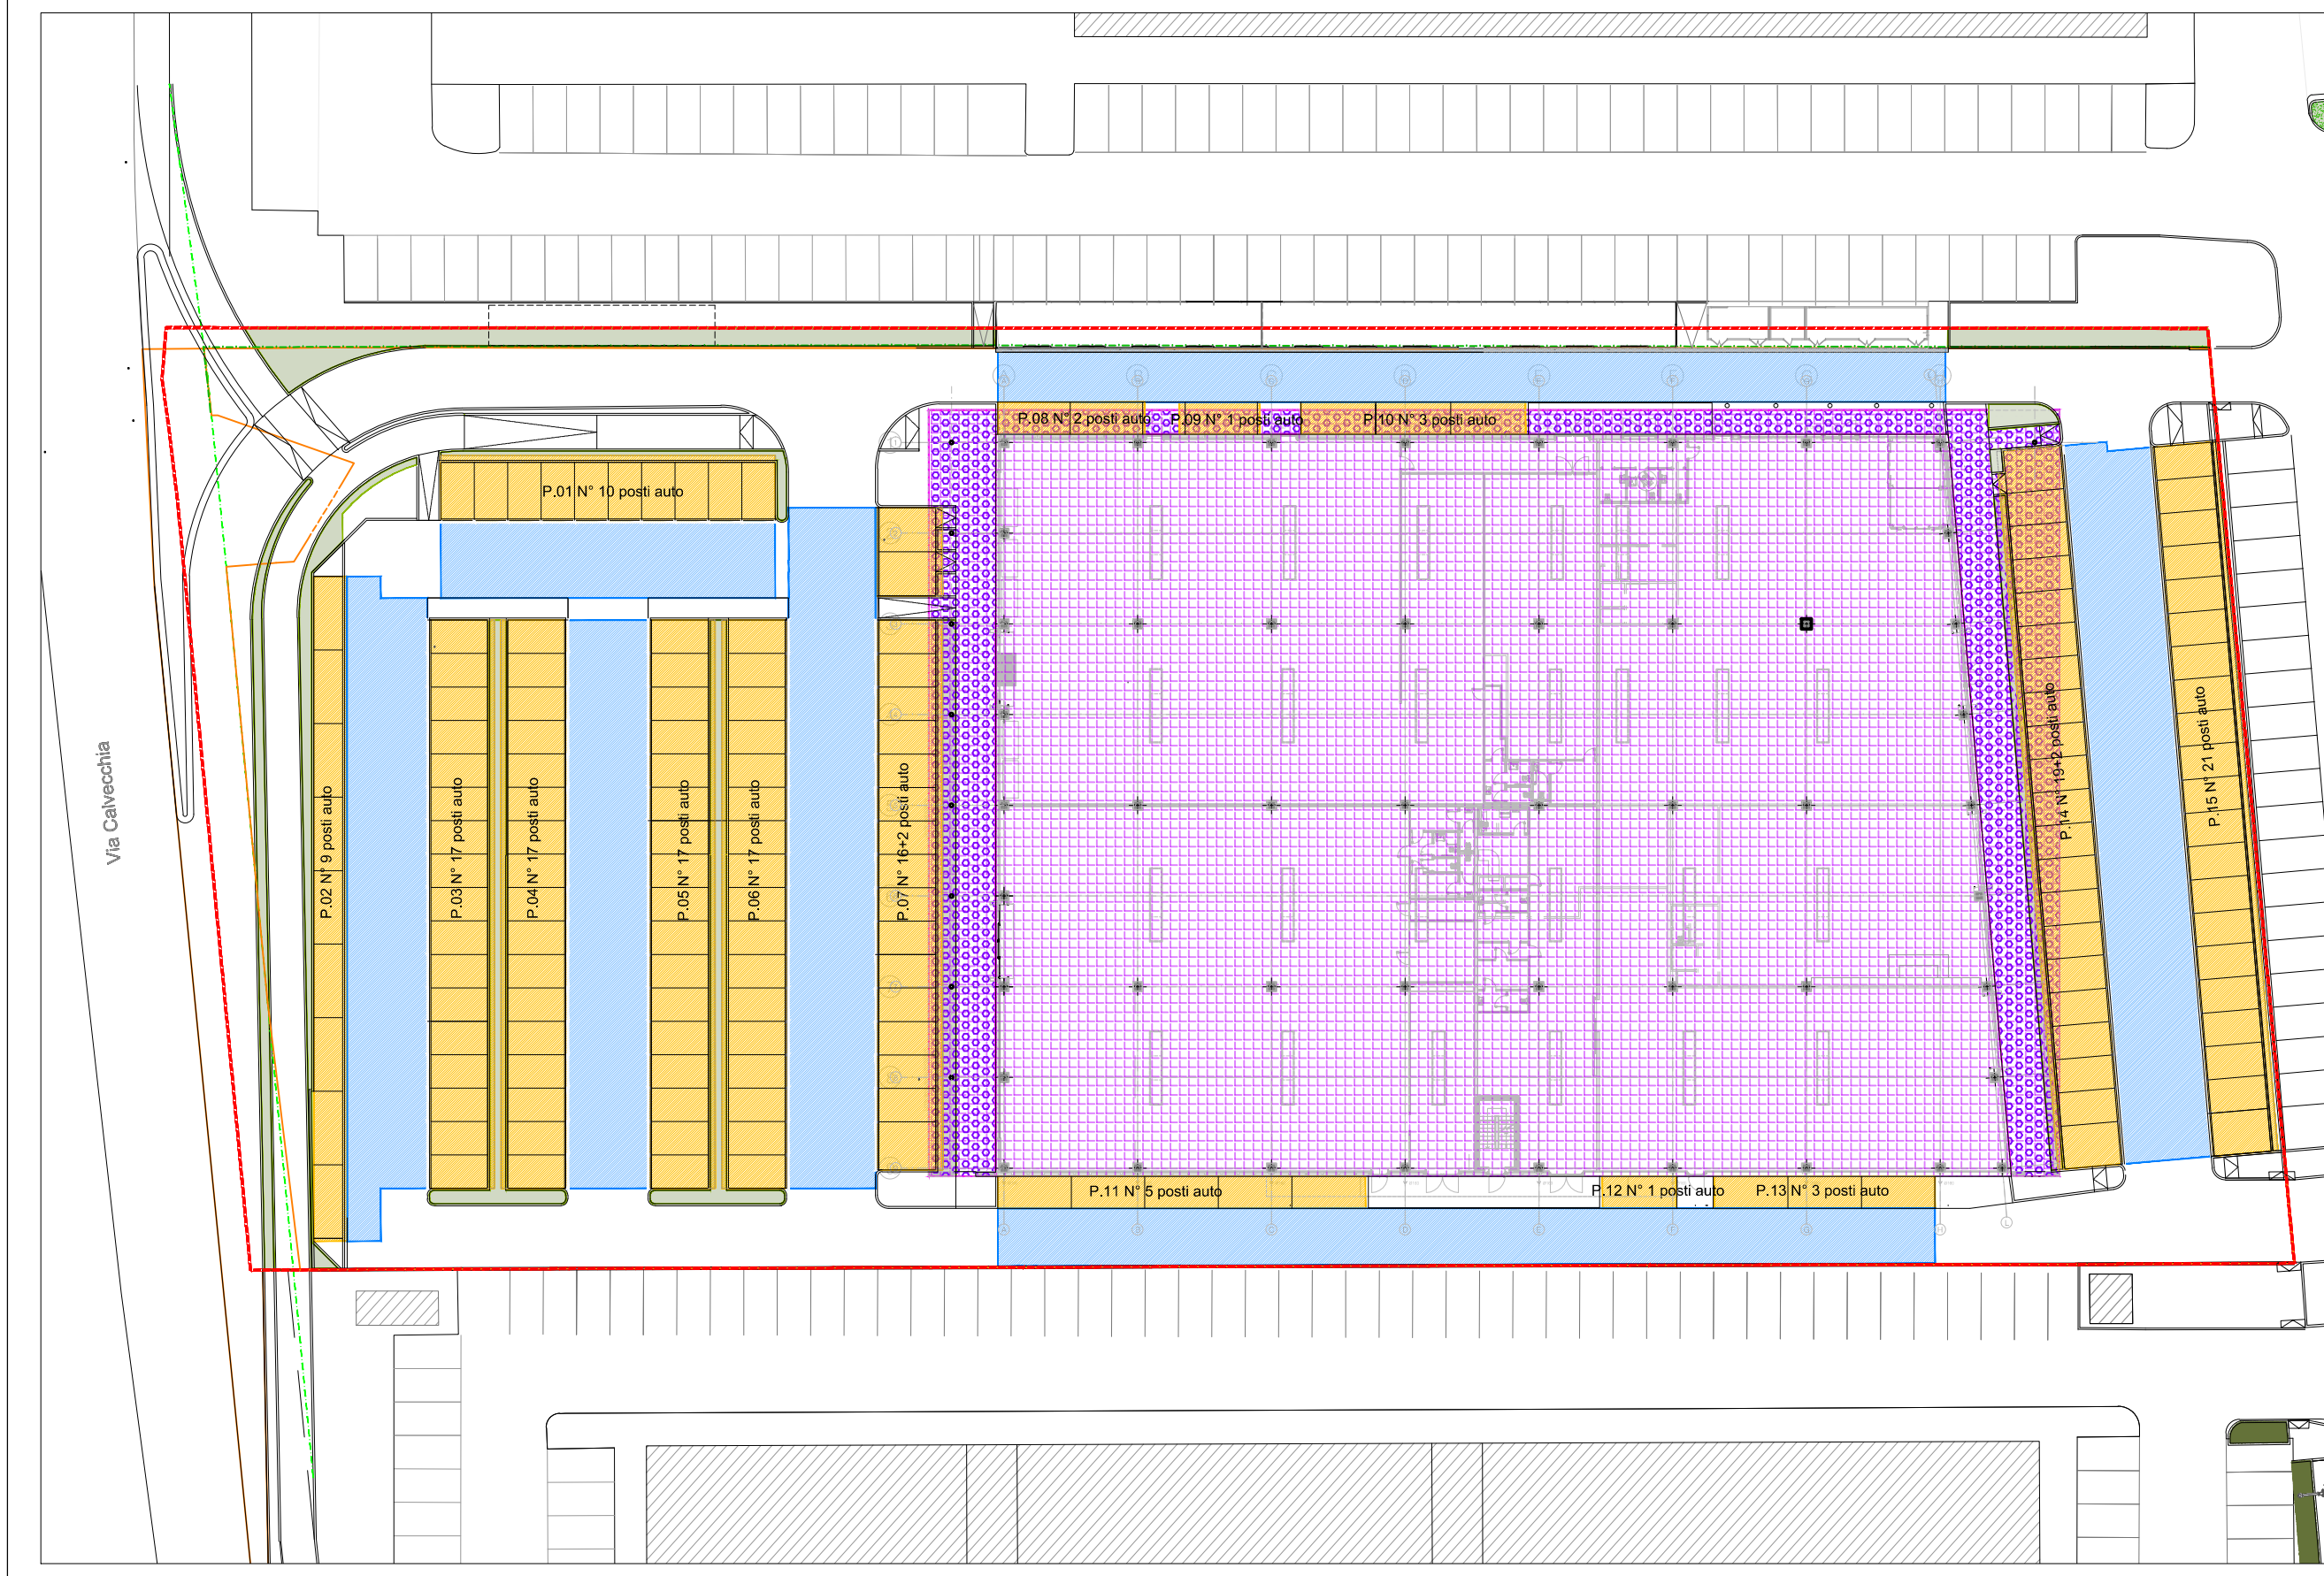 P.08 N° 2 posti auto
P.09 N° 1 posti auto
P.10 N° 3 posti auto
P.01 N° 10 posti auto
P.02 N° 9 posti auto
P.03 N° 17 posti auto
P.04 N° 17 posti auto
P.05 N° 17 posti auto
P.06 N° 17 posti auto
P.07 N° 16+2 posti auto
P.14 N° 19+2 posti auto
P.15 N° 21 posti auto
Via Calvecchia
P.11 N° 5 posti auto
P.12 N° 1 posti auto
P.13 N° 3 posti auto
A
B
C
D
E
F
G
H
L